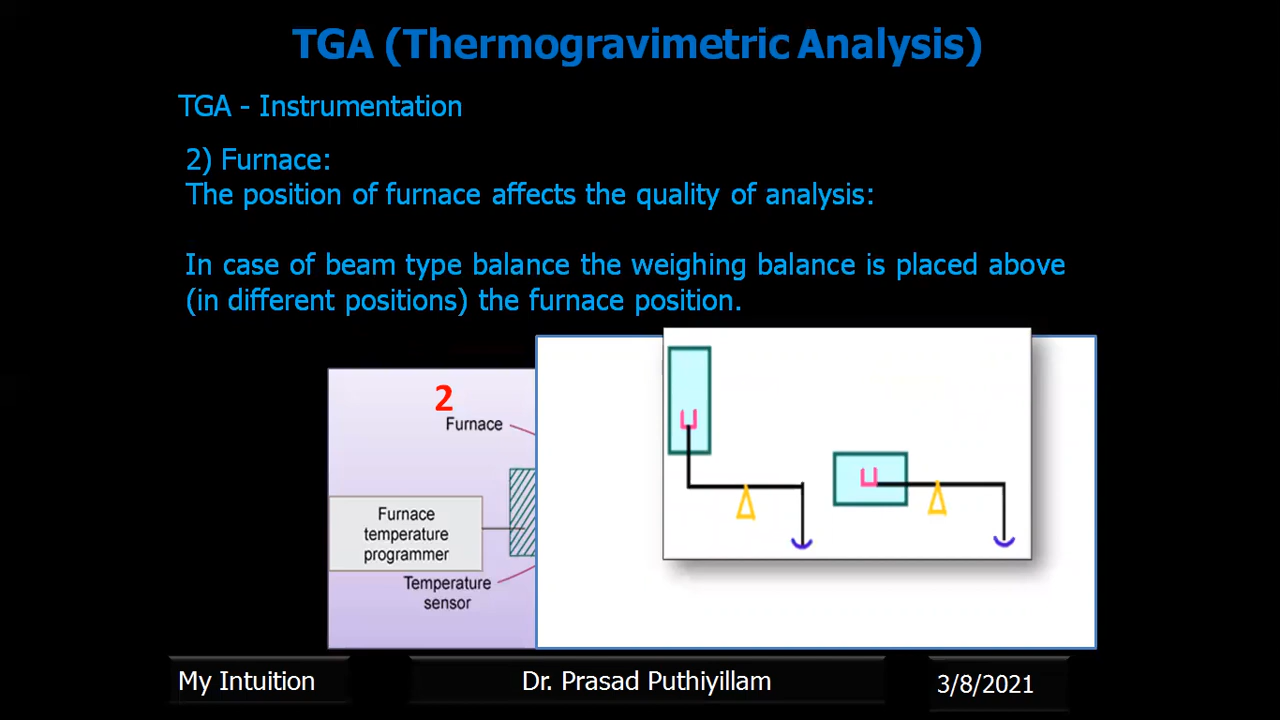 TGA (Thermogravimetric Analysis)
TGA - Instrumentation
2) Furnace:
The position of furnace affects the quality of analysis:
In case of beam type balance the weighing balance is placed above
(in different positions) the furnace position.
2
Furnace
Furnace
temperature
programmer
Temperature
sensor
My Intuition
Dr. Prasad Puthiyillam
3/8/2021